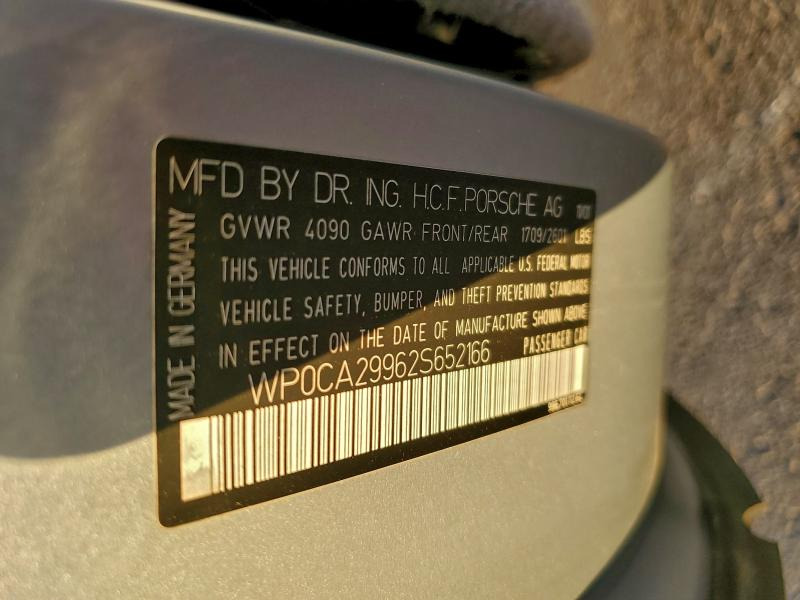 MFD BY DR. ING. H.C.F. PORSCHE AG
GVWR 4090 GAWR FRONT/REAR 1709/2601 LBS
THIS VEHICLE CONFORMS TO ALL APPLICABLE U.S. FEDERAL MOTOR
VEHICLE SAFETY, BUMPER, AND THEFT PREVENTION STANDARDS
IN EFFECT ON THE DATE OF MANUFACTURE SHOWN ABOVE
WP0CA29962S652166 PASSENGER CAR
MADE IN GERMANY